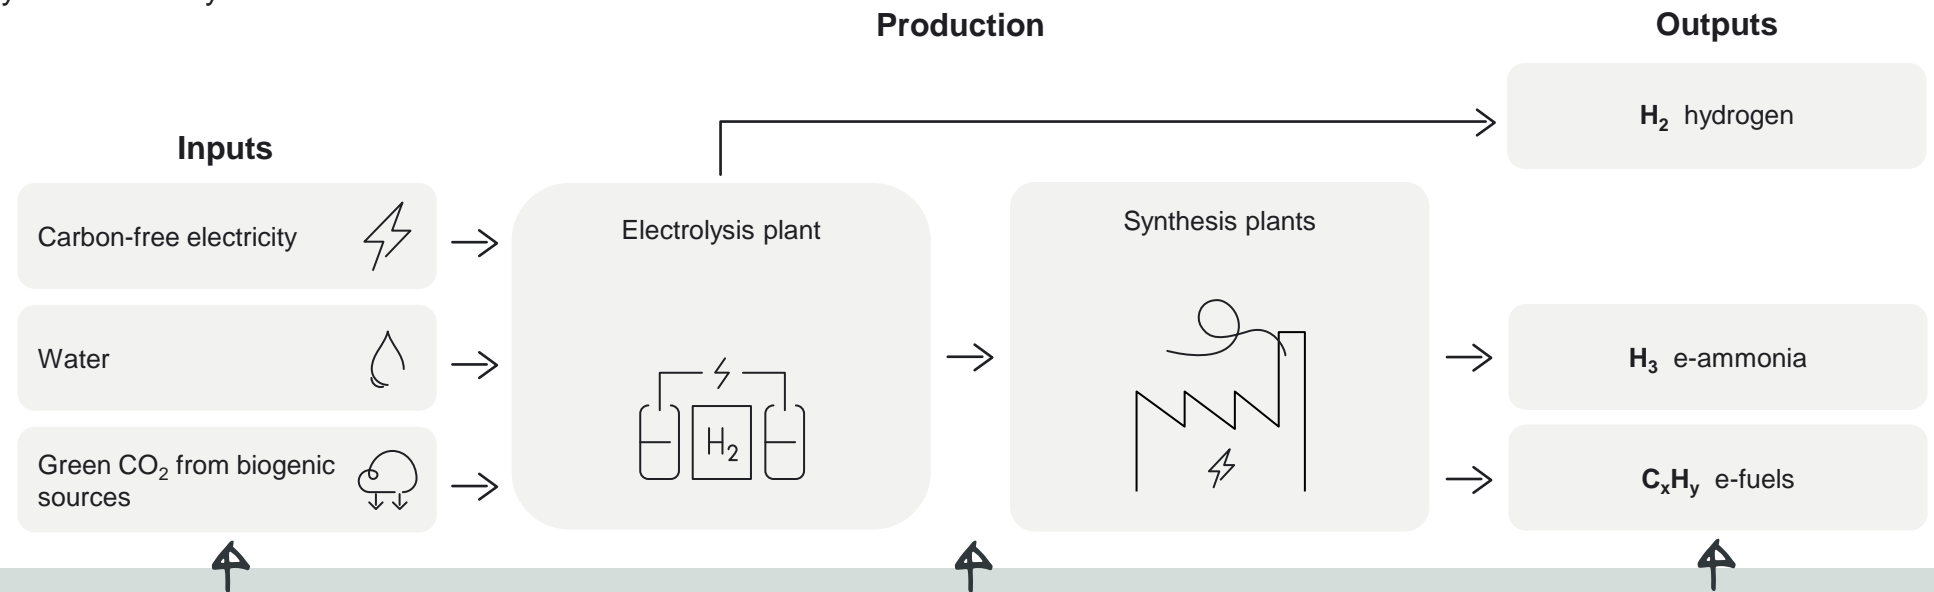 Production
Outputs
H₂ hydrogen
Inputs
Carbon-free electricity
Electrolysis plant
Synthesis plants
Water
H₃ e-ammonia
H₂
Green CO₂ from biogenic
sources
CₓHᵧ e-fuels